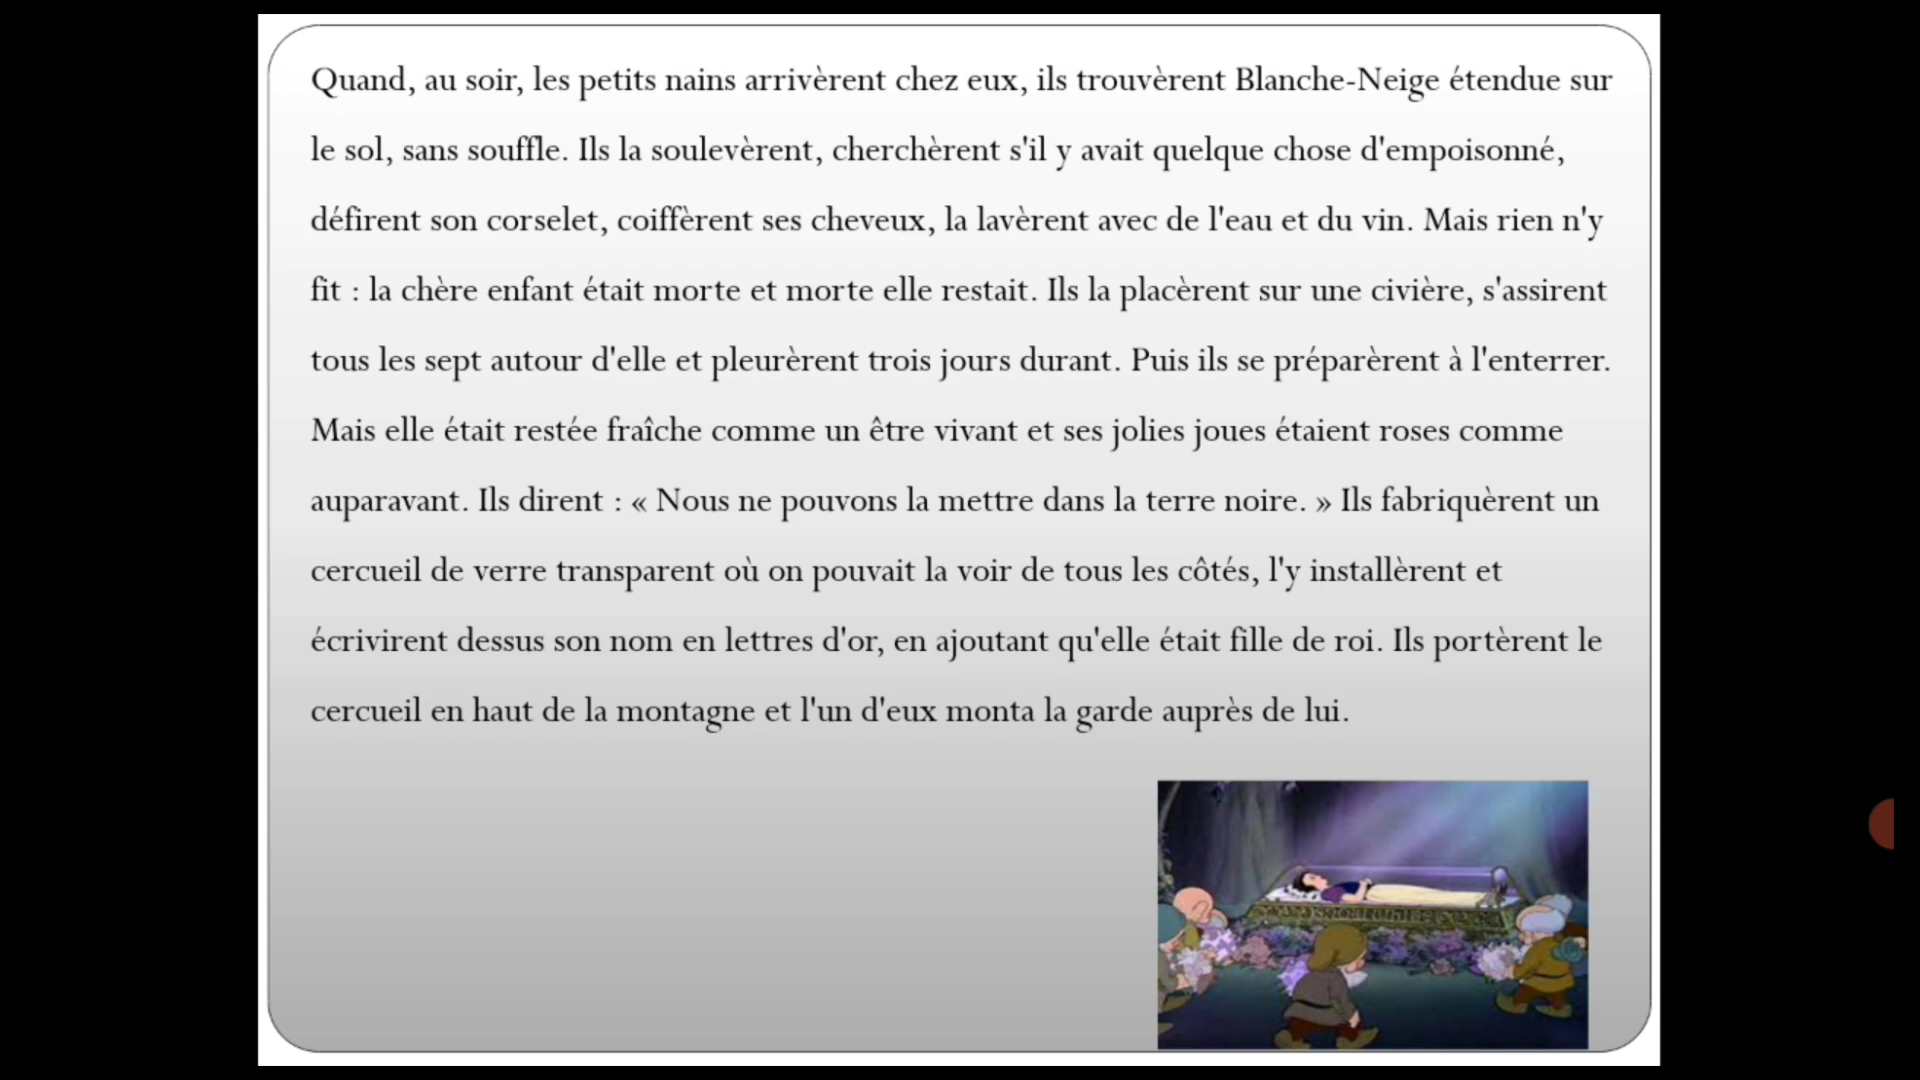 Quand, au soir, les petits nains arrivèrent chez eux, ils trouvèrent Blanche-Neige étendue sur
le sol, sans souffle. Ils la soulevèrent, cherchèrent s'il y avait quelque chose d'empoisonné,
défirent son corselet, coiffèrent ses cheveux, la lavèrent avec de l'eau et du vin. Mais rien n'y
fit : la chère enfant était morte et morte elle restait. Ils la placèrent sur une civière, s'assirent
tous les sept autour d'elle et pleurèrent trois jours durant. Puis ils se préparèrent à l'enterrer.
Mais elle était restée fraîche comme un être vivant et ses jolies joues étaient roses comme
auparavant. Ils dirent : « Nous ne pouvons la mettre dans la terre noire. » Ils fabriquèrent un
cercueil de verre transparent où on pouvait la voir de tous les côtés, l'y installèrent et
écrivirent dessus son nom en lettres d'or, en ajoutant qu'elle était fille de roi. Ils portèrent le
cercueil en haut de la montagne et l'un d'eux monta la garde auprès de lui.